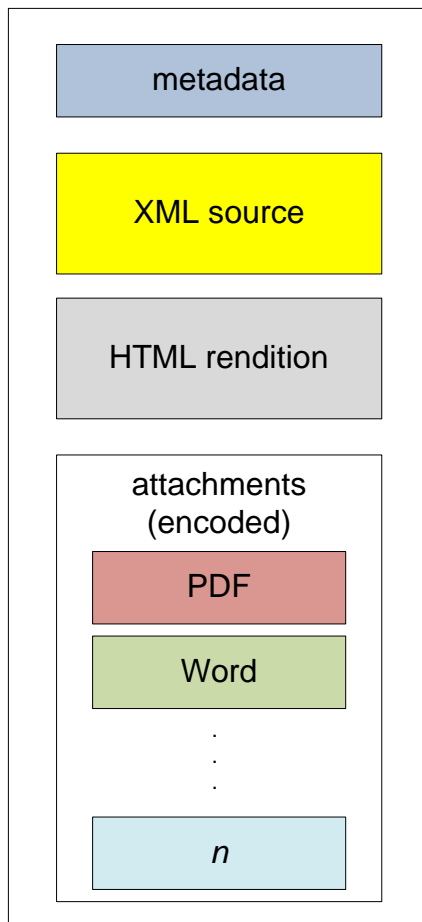 metadata
XML source
HTML rendition
attachments
(encoded)
PDF
Word
.
.
.
n